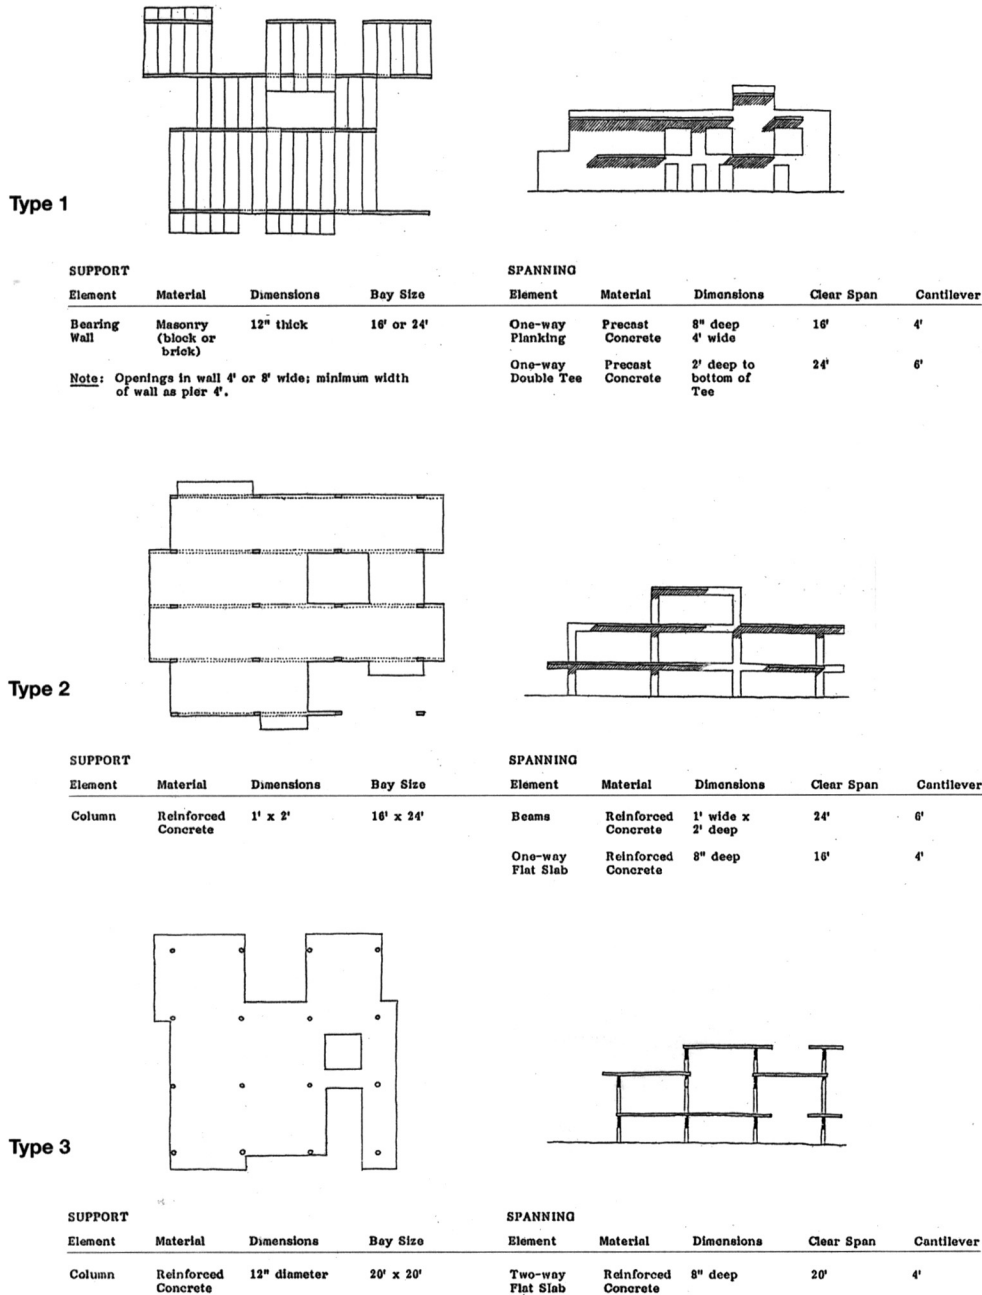 Type 1
SUPPORT
Element Material Dimensions Bay Size
Bearing Masonry 12" thick 16' or 24'
Wall (block or
brick)
Note: Openings in wall 4' or 8' wide; minimum width
of wall as pier 4'.
SPANNING
Element Material Dimensions Clear Span Cantilever
One-way Precast 8" deep 16' 4'
Planking Concrete 4' wide
One-way Precast 2' deep to 24' 6'
Double Tee Concrete bottom of
Tee
Type 2
SUPPORT
Element Material Dimensions Bay Size
Column Reinforced 1' x 2' 16' x 24'
Concrete
SPANNING
Element Material Dimensions Clear Span Cantilever
Beams Reinforced 1' wide x 24' 6'
Concrete 2' deep
One-way Reinforced 8" deep 16' 4'
Flat Slab Concrete
Type 3
SUPPORT
Element Material Dimensions Bay Size
Column Reinforced 12" diameter 20' x 20'
Concrete
SPANNING
Element Material Dimensions Clear Span Cantilever
Two-way Reinforced 8" deep 20' 4'
Flat Slab Concrete